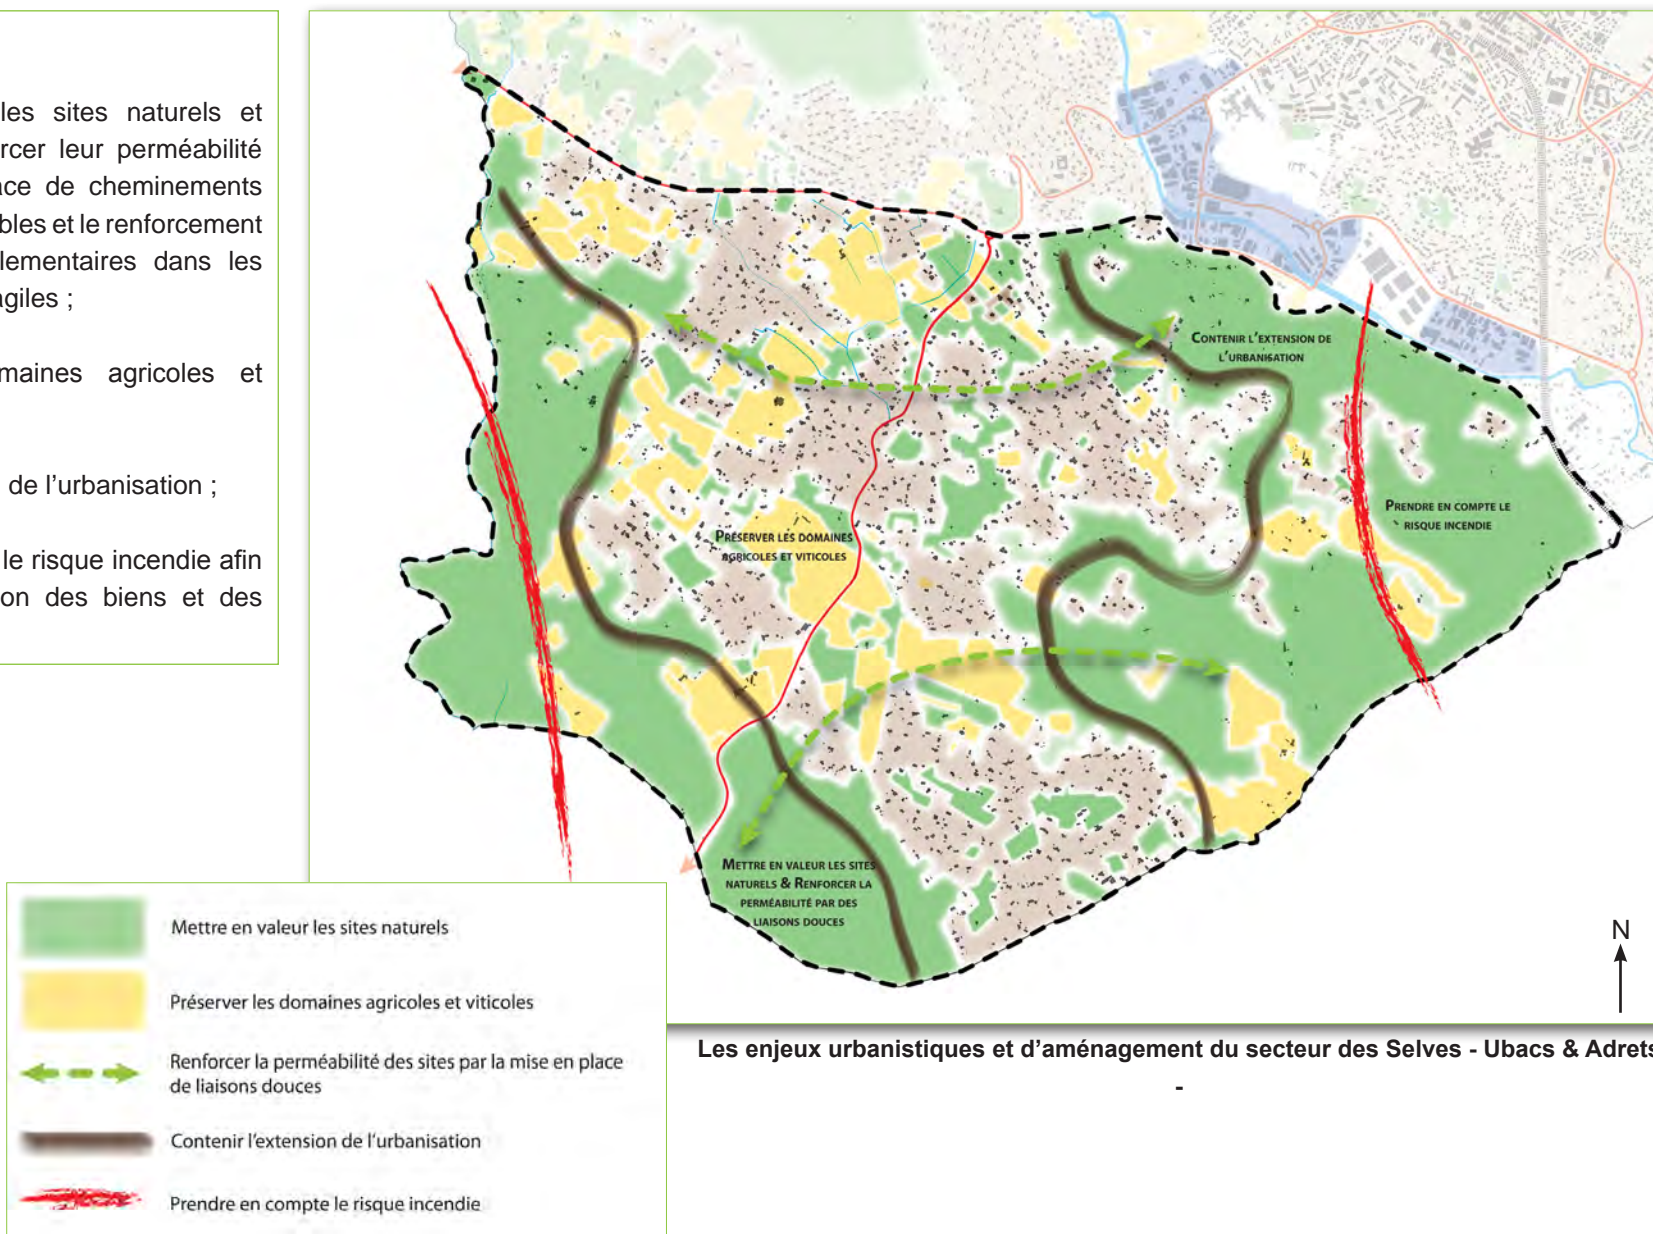 les sites naturels et
rcer leur perméabilité
ace de cheminements
bles et le renforcement
lementaires dans les
agiles ;
maines agricoles et
de l'urbanisation ;
le risque incendie afin
on des biens et des
Contenir l'extension de
l'urbanisation
Prendre en compte le
risque incendie
Préserver les domaines
agricoles et viticoles
Mettre en valeur les sites
naturels & Renforcer la
perméabilité par des
liaisons douces
N
Mettre en valeur les sites naturels
Préserver les domaines agricoles et viticoles
Renforcer la perméabilité des sites par la mise en place
de liaisons douces
Contenir l'extension de l'urbanisation
Prendre en compte le risque incendie
Les enjeux urbanistiques et d'aménagement du secteur des Selves - Ubacs & Adrets
-